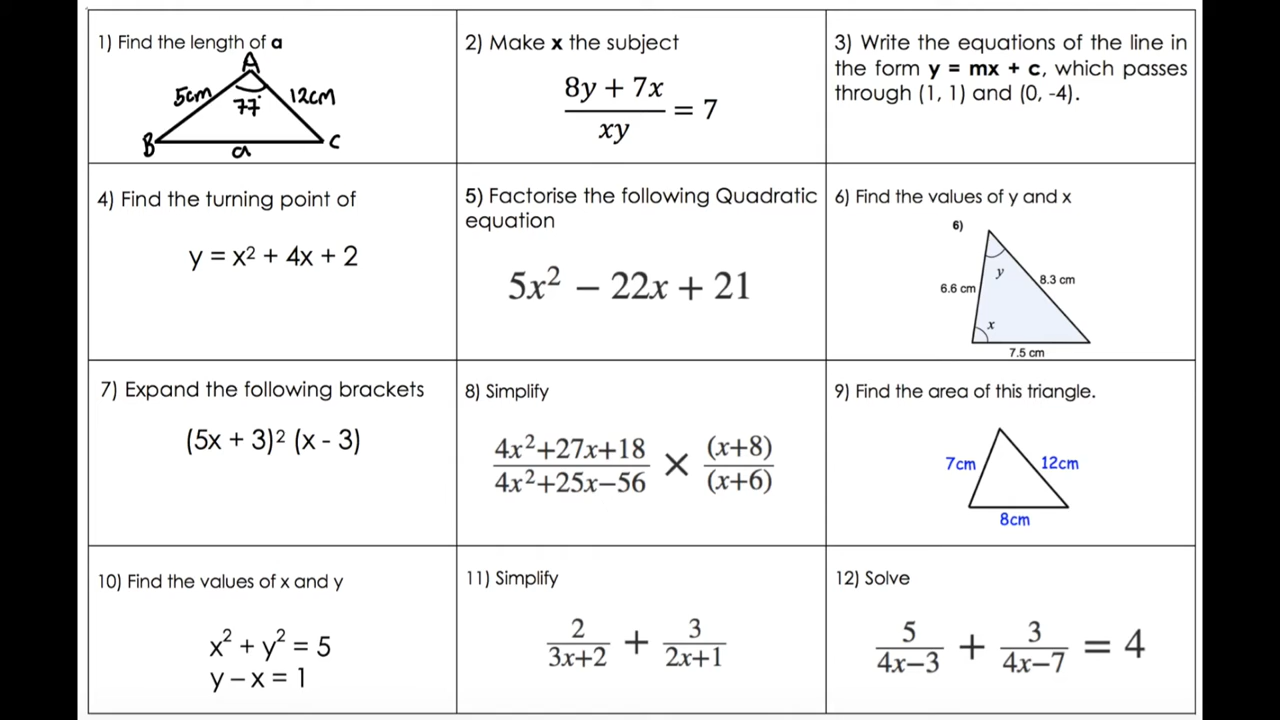 1) Find the length of a
A
5cm
77°
12cm
B
C
a
2) Make x the subject
8y + 7x
xy
= 7
3) Write the equations of the line in
the form y = mx + c, which passes
through (1, 1) and (0, -4).
4) Find the turning point of
y = x² + 4x + 2
5) Factorise the following Quadratic
equation
5x² − 22x + 21
6) Find the values of y and x
6)
y
8.3 cm
6.6 cm
x
7.5 cm
7) Expand the following brackets
(5x + 3)² (x - 3)
8) Simplify
4x²+27x+18
4x²+25x−56
×
(x+8)
(x+6)
9) Find the area of this triangle.
7cm
12cm
8cm
10) Find the values of x and y
x² + y² = 5
y – x = 1
11) Simplify
2
3x+2
+
3
2x+1
12) Solve
5
4x−3
+
3
4x−7
= 4